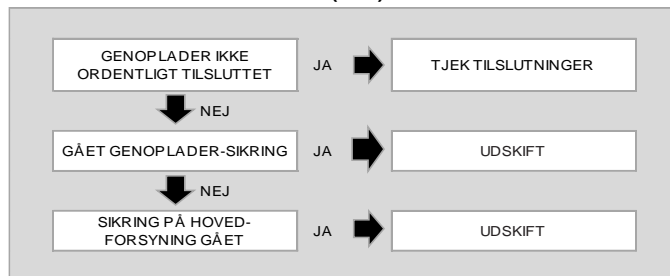 GENOPLADER IKKE
ORDENTLIGT TILSLUTTET
JA
TJEK TILSLUTNINGER
NEJ
GÅET GENOPLADER-SIKRING
JA
UDSKIFT
NEJ
SIKRING PÅ HOVED-
FORSYNING GÅET
JA
UDSKIFT